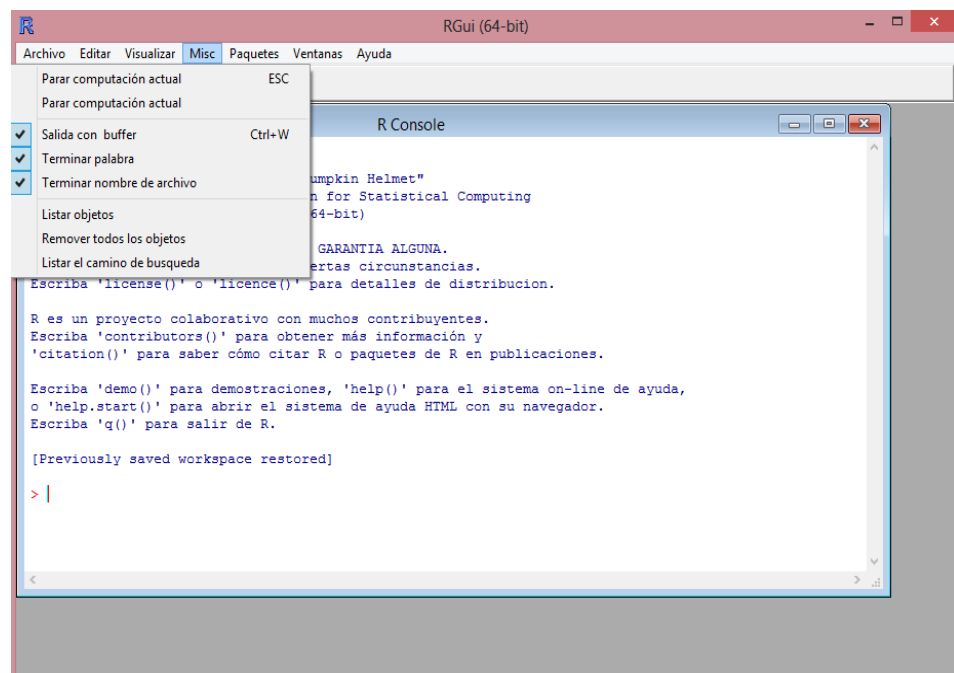 RGui (64-bit)
Archivo Editar Visualizar Misc Paquetes Ventanas Ayuda
Parar computación actual ESC
Parar computación actual
Salida con buffer Ctrl+W
Terminar palabra
Terminar nombre de archivo
Listar objetos
Remover todos los objetos
Listar el camino de busqueda
R Console
Helmet"
for Statistical Computing
64-bit)
GARANTIA ALGUNA.
circunstancias.
Escriba 'license()' o 'licence()' para detalles de distribucion.
R es un proyecto colaborativo con muchos contribuyentes.
Escriba 'contributors()' para obtener más información y
'citation()' para saber cómo citar R o paquetes de R en publicaciones.
Escriba 'demo()' para demostraciones, 'help()' para el sistema on-line de ayuda,
o 'help.start()' para abrir el sistema de ayuda HTML con su navegador.
Escriba 'q()' para salir de R.
[Previously saved workspace restored]
>